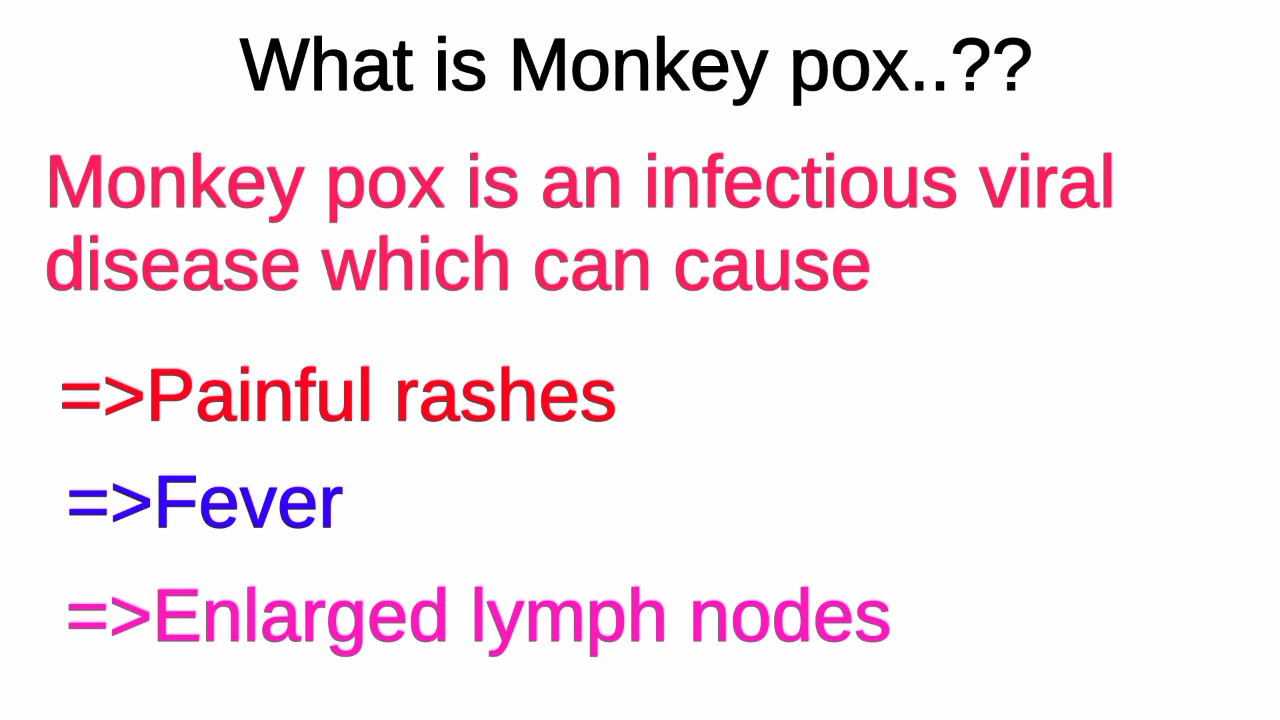 What is Monkey pox..??
Monkey pox is an infectious viral
disease which can cause
=>Painful rashes
=>Fever
=>Enlarged lymph nodes